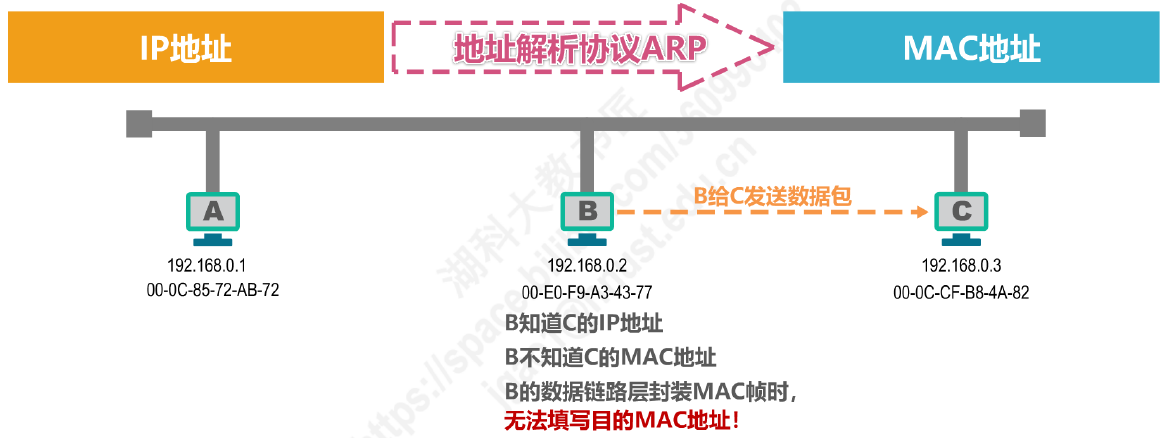 IP地址
地址解析协议ARP
MAC地址
B给C发送数据包
A
B
C
192.168.0.1
00-0C-85-72-AB-72
192.168.0.2
00-E0-F9-A3-43-77
192.168.0.3
00-0C-CF-B8-4A-82
B知道C的IP地址
B不知道C的MAC地址
B的数据链路层封装MAC帧时，
无法填写目的MAC地址！
湖科大教书匠